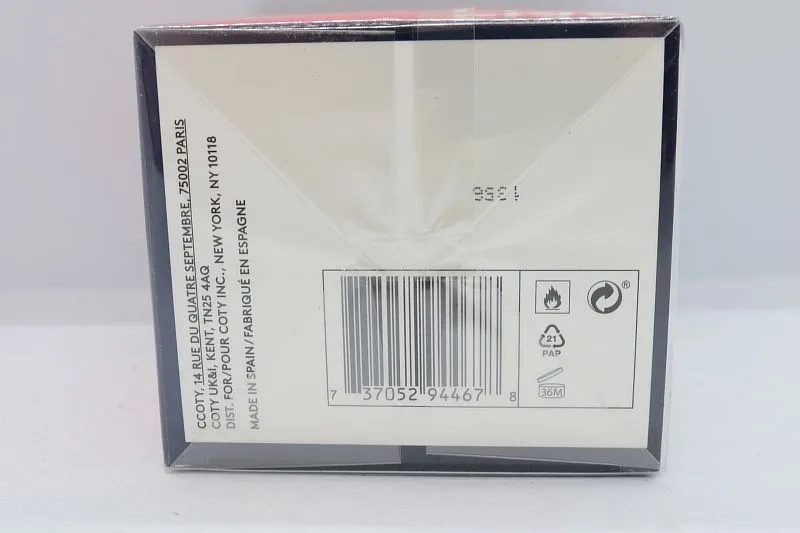 CCOTY, 14 RUE DU QUATRE SEPTEMBRE, 75002 PARIS
COTY UK&I, KENT, TN25 4AQ
DIST. FOR/POUR COTY INC., NEW YORK, NY 10118
MADE IN SPAIN/FABRIQUÉ EN ESPAGNE
7 37052 94467 8
®
21
PAP
36M